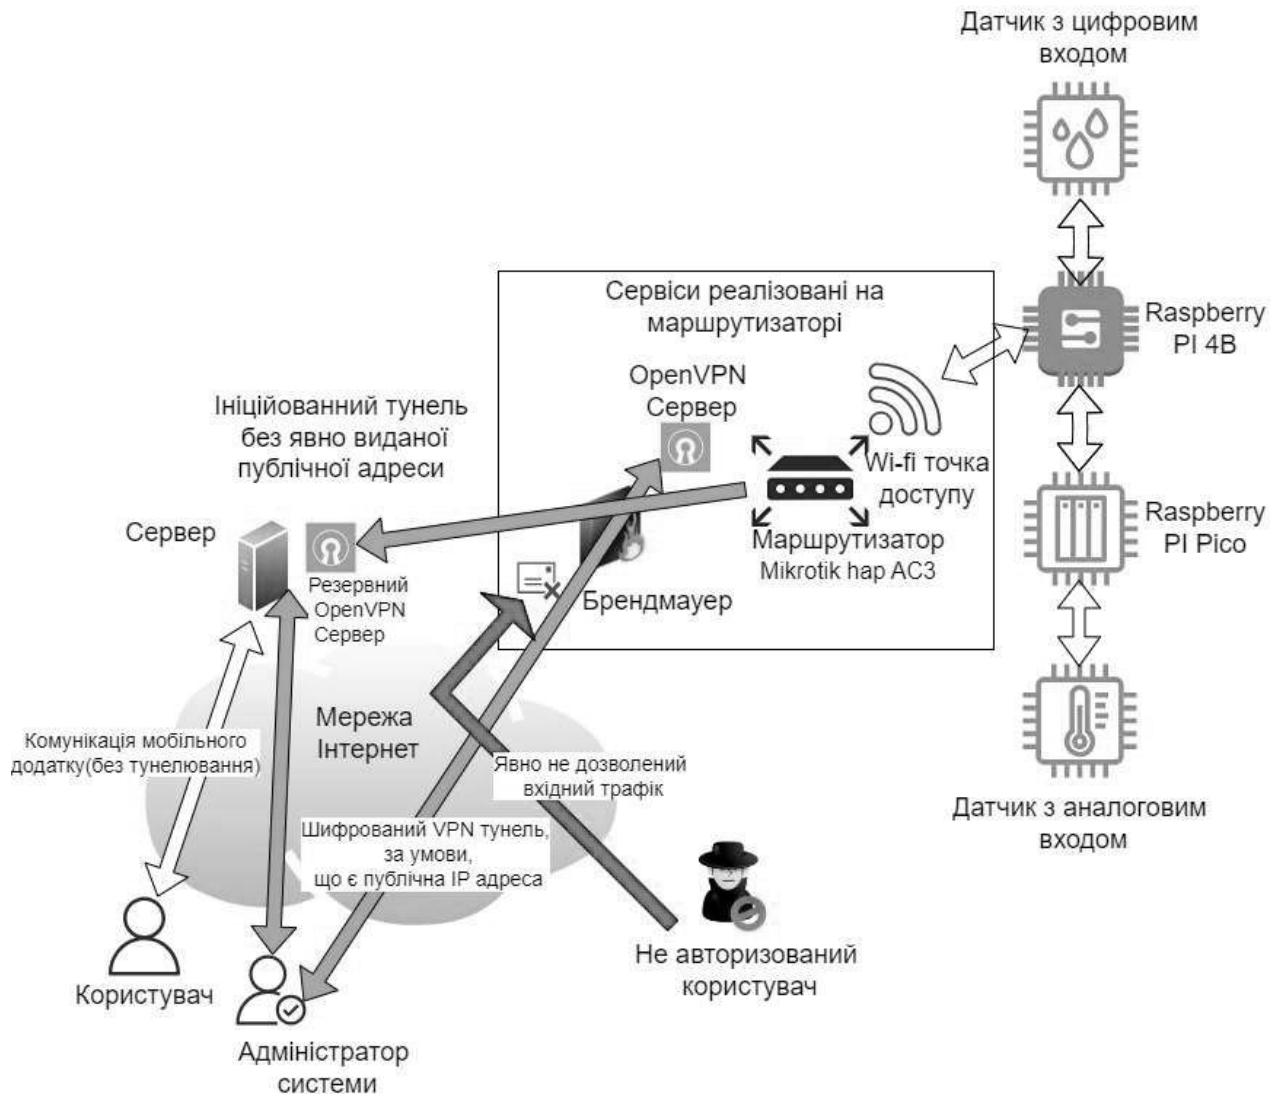 Датчик з цифровим
входом
Сервіси реалізовані на
маршрутизаторі
Raspberry
PI 4B
OpenVPN
Сервер
Ініційованний тунель
без явно виданої
публічної адреси
Wi-fi точка
доступу
Сервер
Raspberry
PI Pico
Маршрутизатор
Mikrotik hap AC3
Резервний
OpenVPN
Сервер
Брендмауер
Мережа
Інтернет
Комунікація мобільного
додатку(без тунелювання)
Явно не дозволений
вхідний трафік
Датчик з аналоговим
входом
Шифрований VPN тунель,
за умови,
що є публічна IP адреса
Не авторизований
користувач
Користувач
Адміністратор
системи